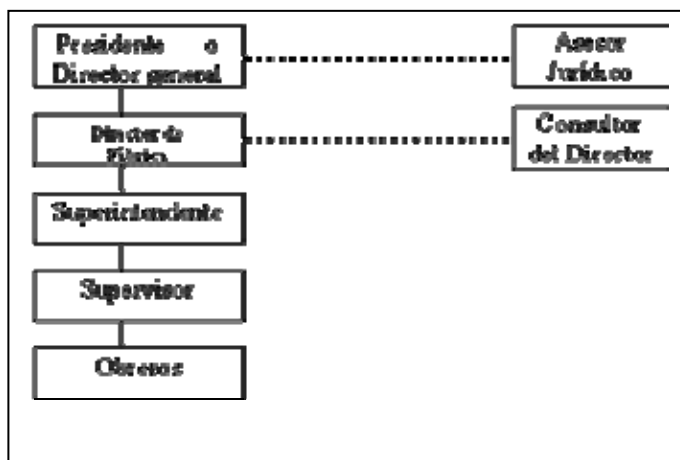 Presidente o
Director general
Asesor
Jurídico
Director de
Consultor
del Director
Superintendente
Supervisor
Obreros